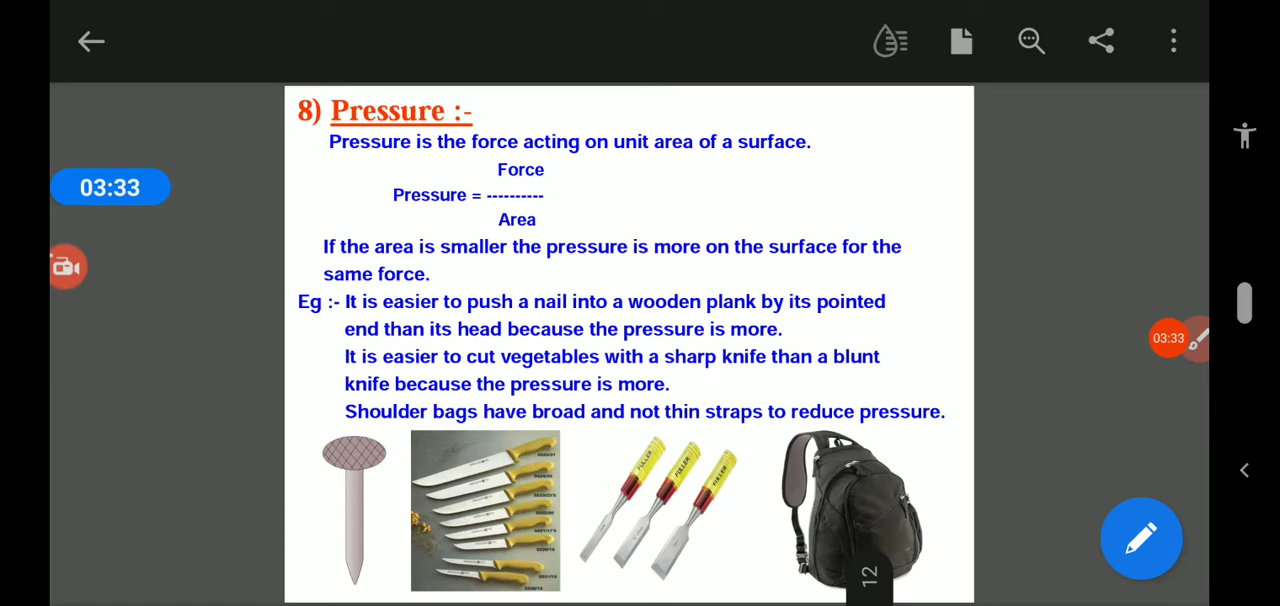 03:33
8) Pressure :-
Pressure is the force acting on unit area of a surface.
Force
Pressure = ----------
Area
If the area is smaller the pressure is more on the surface for the
same force.
Eg :- It is easier to push a nail into a wooden plank by its pointed
end than its head because the pressure is more.
It is easier to cut vegetables with a sharp knife than a blunt
knife because the pressure is more.
Shoulder bags have broad and not thin straps to reduce pressure.
FULLER
FULLER
FULLER
03:33
12